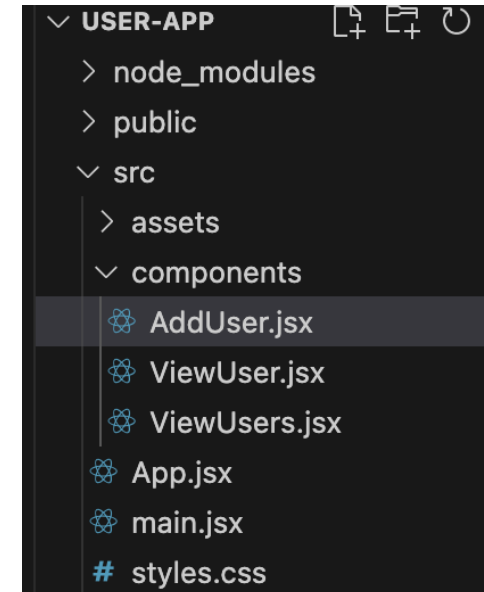 USER-APP
node_modules
public
src
assets
components
AddUser.jsx
ViewUser.jsx
ViewUsers.jsx
App.jsx
main.jsx
# styles.css